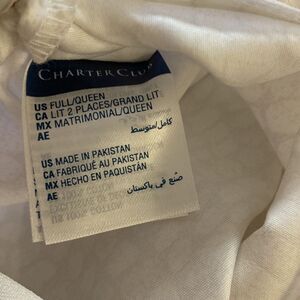 CHARTER CLUB
US FULL/QUEEN
CA LIT 2 PLACES/GRAND LIT
MX MATRIMONIAL/QUEEN
AE كامل/متوسط
US MADE IN PAKISTAN
CA FABRIQUÉ AU PAKISTAN
MX HECHO EN PAQUISTÁN
AE صنع في باكستان